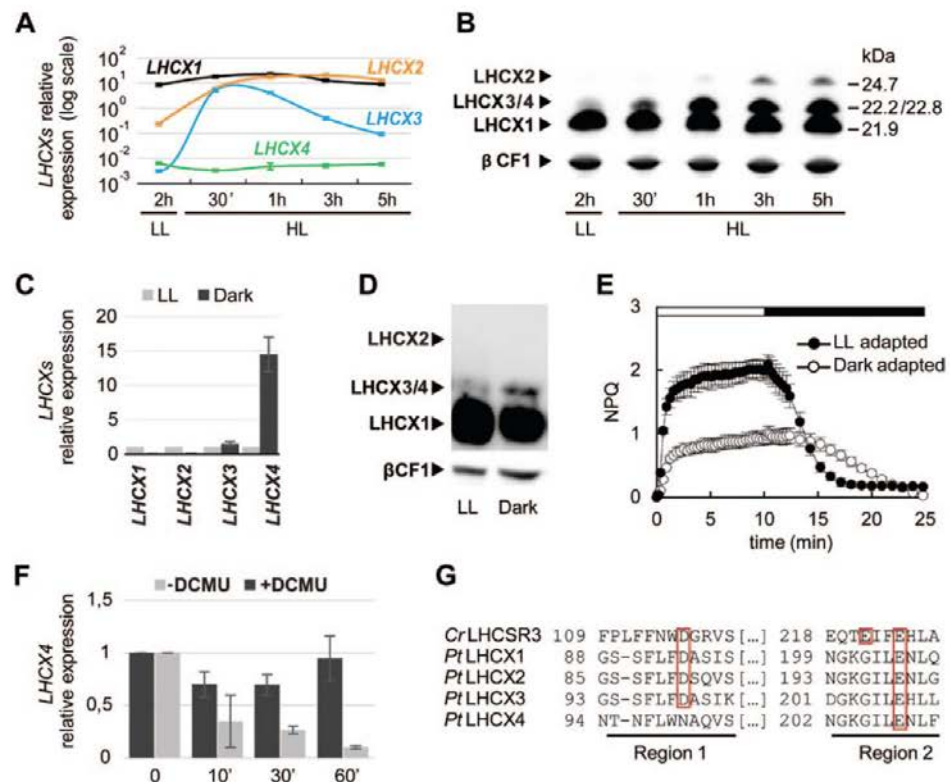 A
LHCXs relative
expression (log scale)
10²
10¹
10⁰
10⁻¹
10⁻²
10⁻³
LHCX1
LHCX2
LHCX3
LHCX4
2h 30’ 1h 3h 5h
LL HL
B
kDa
LHCX2
24.7
LHCX3/4
22.2/22.8
LHCX1
21.9
β CF1
2h 30’ 1h 3h 5h
LL HL
C
LL Dark
LHCXs
relative expression
20
15
10
5
0
LHCX1 LHCX2 LHCX3 LHCX4
D
LHCX2
LHCX3/4
LHCX1
βCF1
LL Dark
E
NPQ
3
2
1
0
LL adapted
Dark adapted
0 5 10 15 20 25
time (min)
F
-DCMU +DCMU
LHCX4
relative expression
1,5
1
0,5
0
0 10' 30' 60'
G
CrLHCSR3 109 FPLFFNWDGRVS [...] 218 EQTEIFEHLA
PtLHCX1 88 GS-SFLFDASIS [...] 199 NGKGILENLQ
PtLHCX2 85 GS-SFLFDSQVS [...] 193 NGKGILENLG
PtLHCX3 93 GS-SFLFDASIK [...] 201 DGKGILEHLL
PtLHCX4 94 NT-NFLWNAQVS [...] 202 NGKGILENLF
Region 1 Region 2